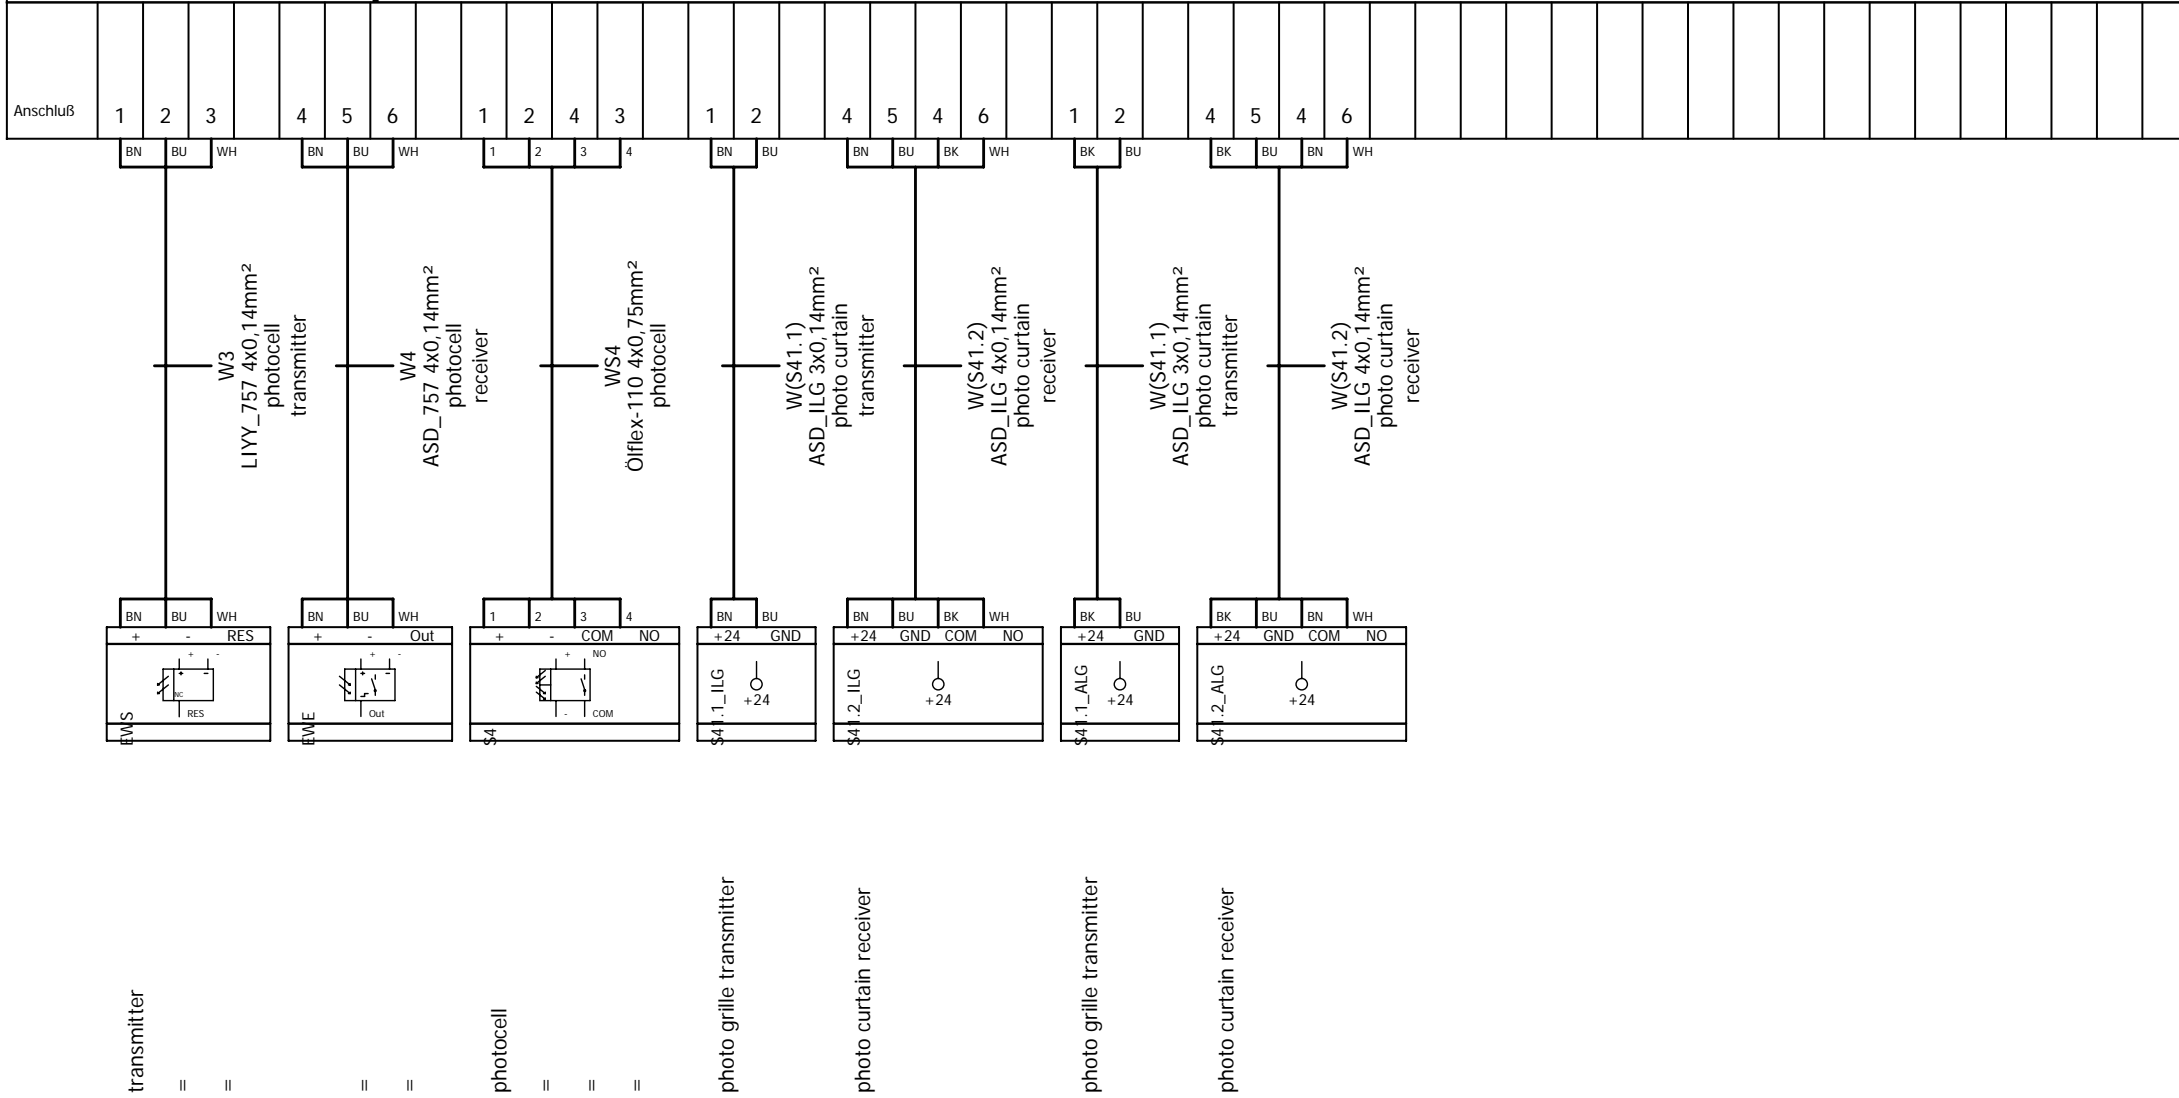 Anschluß 1 2 3 4 5 6 1 2 4 3 1 2 4 5 4 6 1 2 4 5 4 6
BN BU WH BN BU WH 1 2 3 4 BN BU BN BU BK WH BK BU BK BU BN WH
W3
LIYY_757 4x0,14mm²
photocell
transmitter
W4
ASD_757 4x0,14mm²
photocell
receiver
WS4
Ölflex-110 4x0,75mm²
photocell
W(S41.1)
ASD_ILG 3x0,14mm²
photo curtain
transmitter
W(S41.2)
ASD_ILG 4x0,14mm²
photo curtain
receiver
W(S41.1)
ASD_ILG 3x0,14mm²
photo curtain
transmitter
W(S41.2)
ASD_ILG 4x0,14mm²
photo curtain
receiver
BN BU WH BN BU WH 1 2 3 4 BN BU BN BU BK WH BK BU BK BU BN WH
+ - RES + - Out + - COM NO +24 GND +24 GND COM NO +24 GND +24 GND COM NO
EWS
+ -
+ -
NC
RES
EWE
+ -
+ -
Out
S4
+ NO
- COM
S41.1_ILG
+24
S41.2_ILG
+24
S41.1_ALG
+24
S41.2_ALG
+24
transmitter
=
=
=
=
photocell
=
=
=
photo grille transmitter
photo curtain receiver
photo grille transmitter
photo curtain receiver